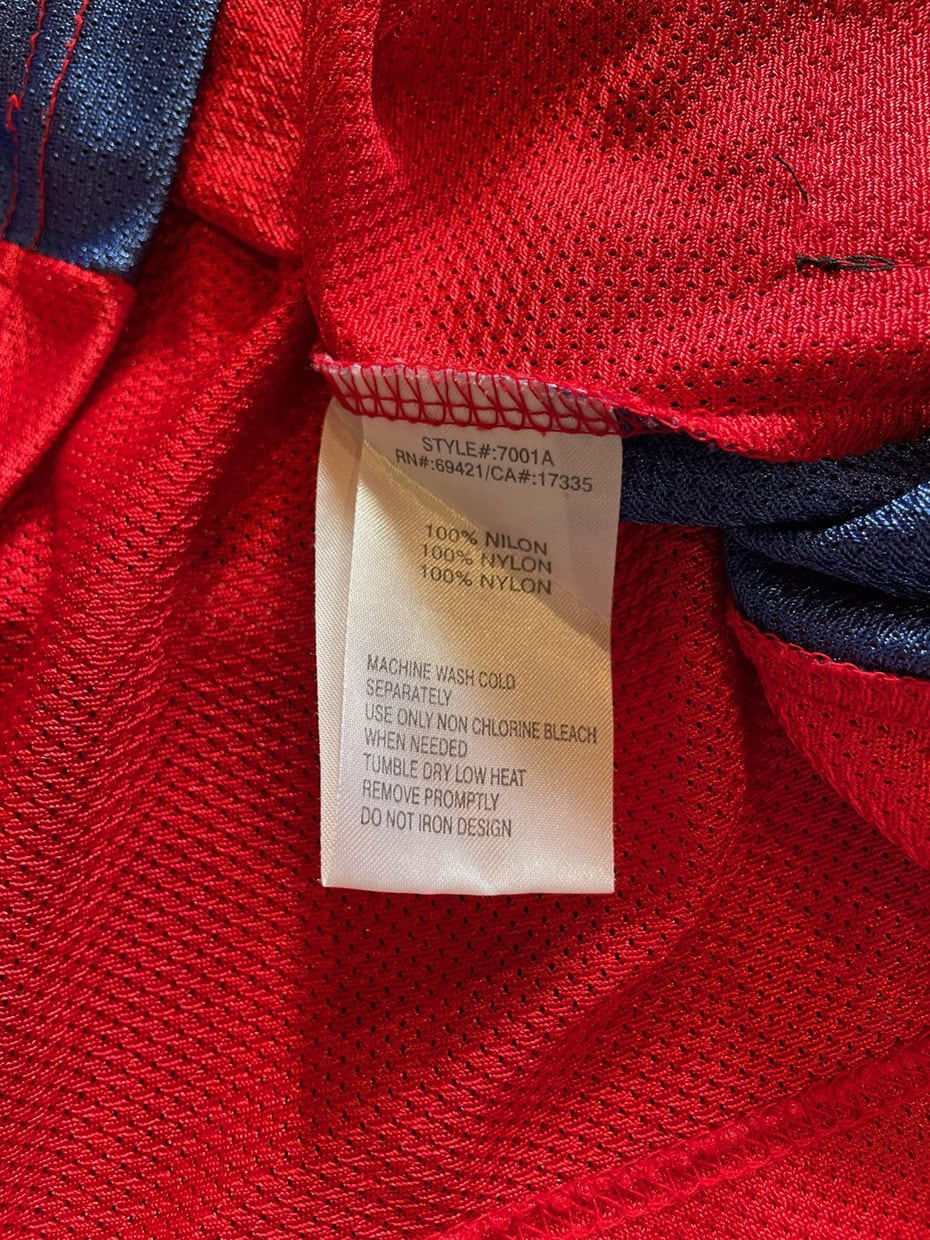 STYLE#:7001A
RN#:69421/CA#:17335
100% NILON
100% NYLON
100% NYLON
MACHINE WASH COLD
SEPARATELY
USE ONLY NON CHLORINE BLEACH
WHEN NEEDED
TUMBLE DRY LOW HEAT
REMOVE PROMPTLY
DO NOT IRON DESIGN